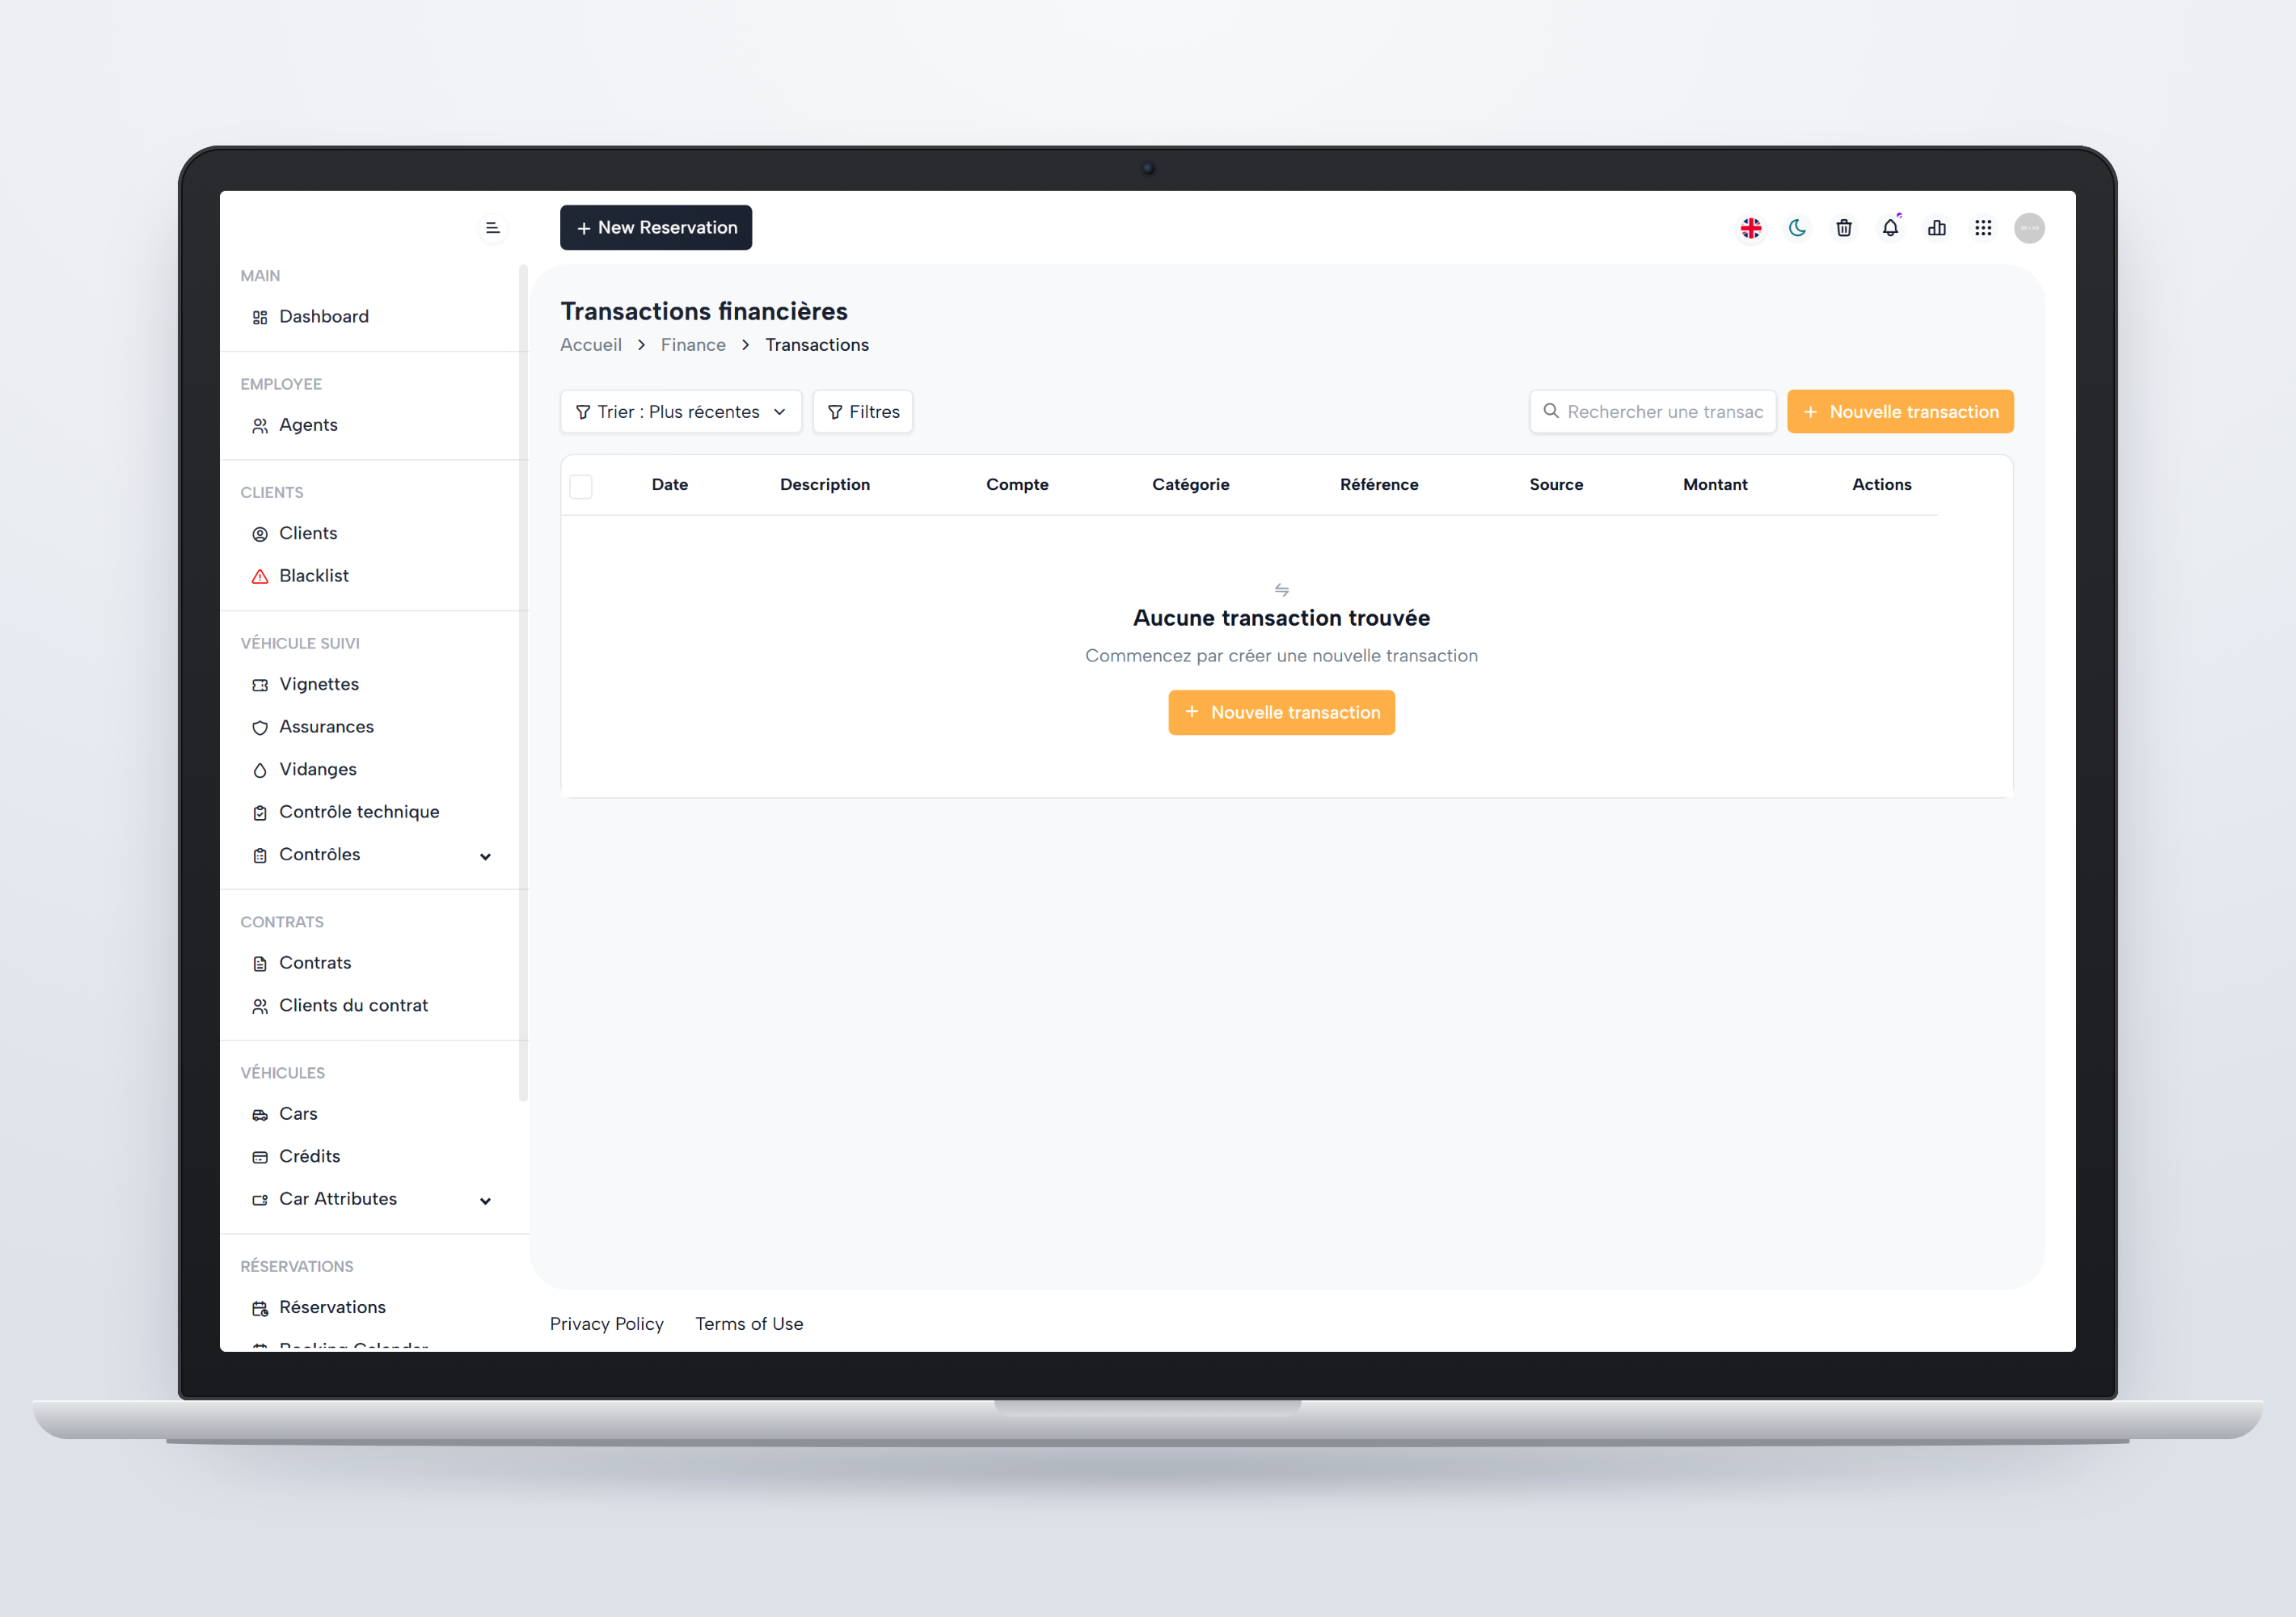 New Reservation
MAIN
Dashboard
EMPLOYEE
Agents
CLIENTS
Clients
Blacklist
VÉHICULE SUIVI
Vignettes
Assurances
Vidanges
Contrôle technique
Contrôles
CONTRATS
Contrats
Clients du contrat
VÉHICULES
Cars
Crédits
Car Attributes
RÉSERVATIONS
Réservations
Booking Calendar
Transactions financières
Accueil > Finance > Transactions
Trier : Plus récentes
Filtres
Rechercher une transac
+ Nouvelle transaction
Date Description Compte Catégorie Référence Source Montant Actions
Aucune transaction trouvée
Commencez par créer une nouvelle transaction
+ Nouvelle transaction
Privacy Policy Terms of Use